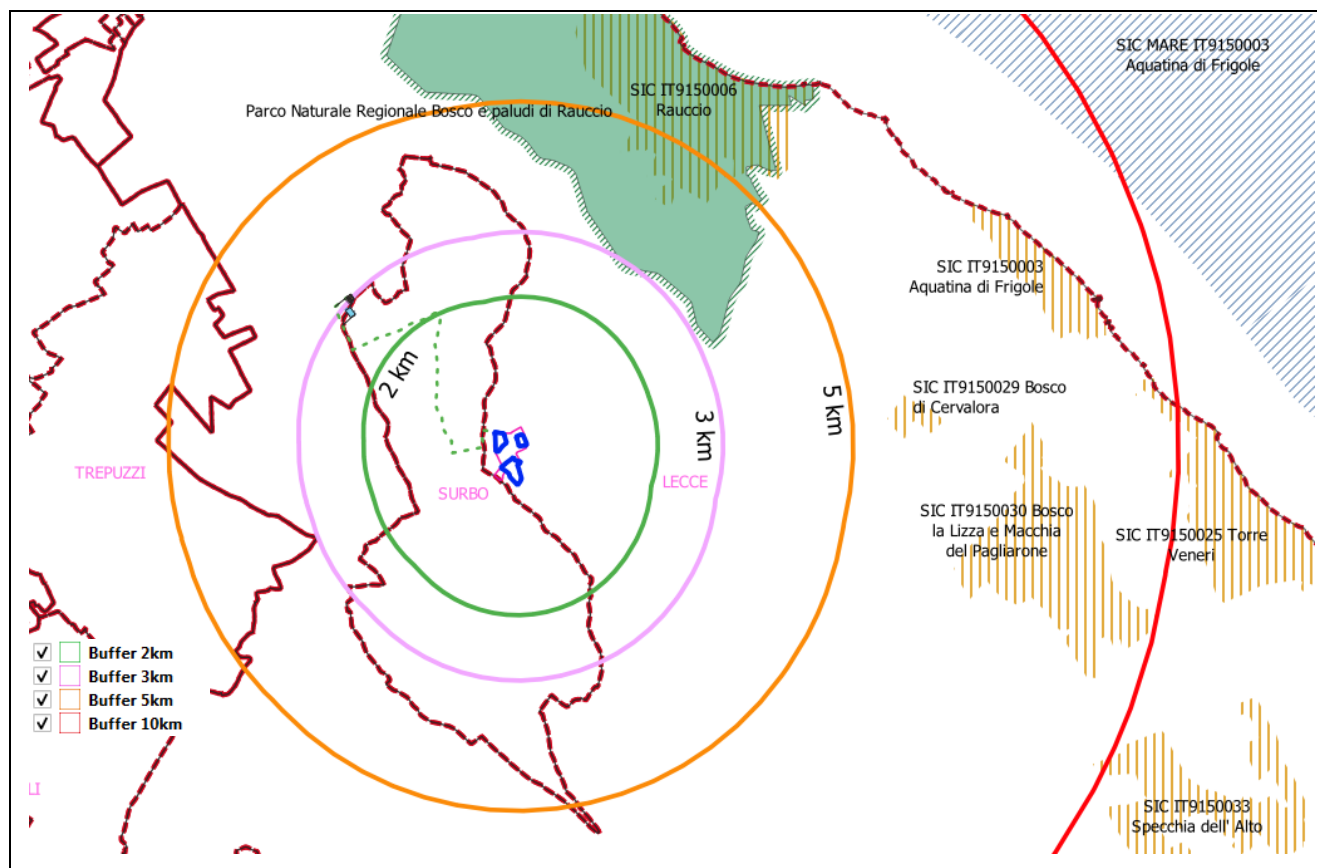 SIC MARE IT9150003
Aquatina di Frigole
SIC IT9150006
Rauccio
Parco Naturale Regionale Bosco e paludi di Rauccio
SIC IT9150003
Aquatina di Frigole
2 km
3 km
5 km
SIC IT9150029 Bosco
di Cervalora
TREPUZZI
SURBO
LECCE
SIC IT9150030 Bosco
la Lizza e Macchia
del Pagliarone
SIC IT9150025 Torre
Veneri
Buffer 2km
Buffer 3km
Buffer 5km
Buffer 10km
LI
SIC IT9150033
Specchia dell' Alto